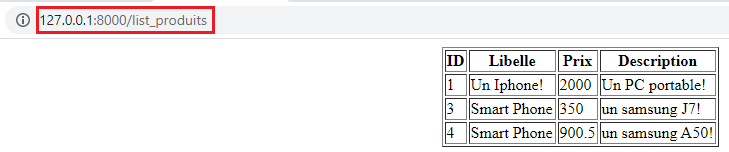 127.0.0.1:8000/list_produits
ID Libelle Prix Description
1 Un Iphone! 2000 Un PC portable!
3 Smart Phone 350 un samsung J7!
4 Smart Phone 900.5 un samsung A50!